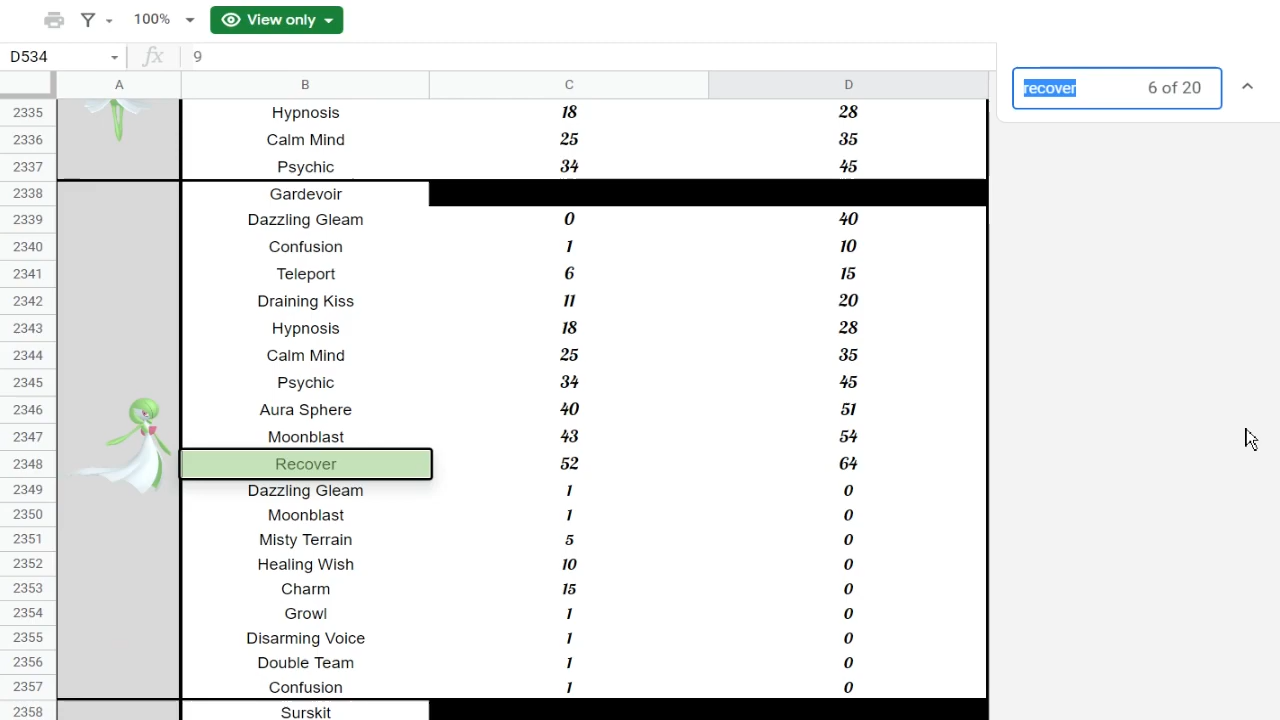 100% View only
D534 fx 9
recover 6 of 20
A B C D
2335 Hypnosis 18 28
2336 Calm Mind 25 35
2337 Psychic 34 45
2338 Gardevoir
2339 Dazzling Gleam 0 40
2340 Confusion 1 10
2341 Teleport 6 15
2342 Draining Kiss 11 20
2343 Hypnosis 18 28
2344 Calm Mind 25 35
2345 Psychic 34 45
2346 Aura Sphere 40 51
2347 Moonblast 43 54
2348 Recover 52 64
2349 Dazzling Gleam 1 0
2350 Moonblast 1 0
2351 Misty Terrain 5 0
2352 Healing Wish 10 0
2353 Charm 15 0
2354 Growl 1 0
2355 Disarming Voice 1 0
2356 Double Team 1 0
2357 Confusion 1 0
2358 Surskit